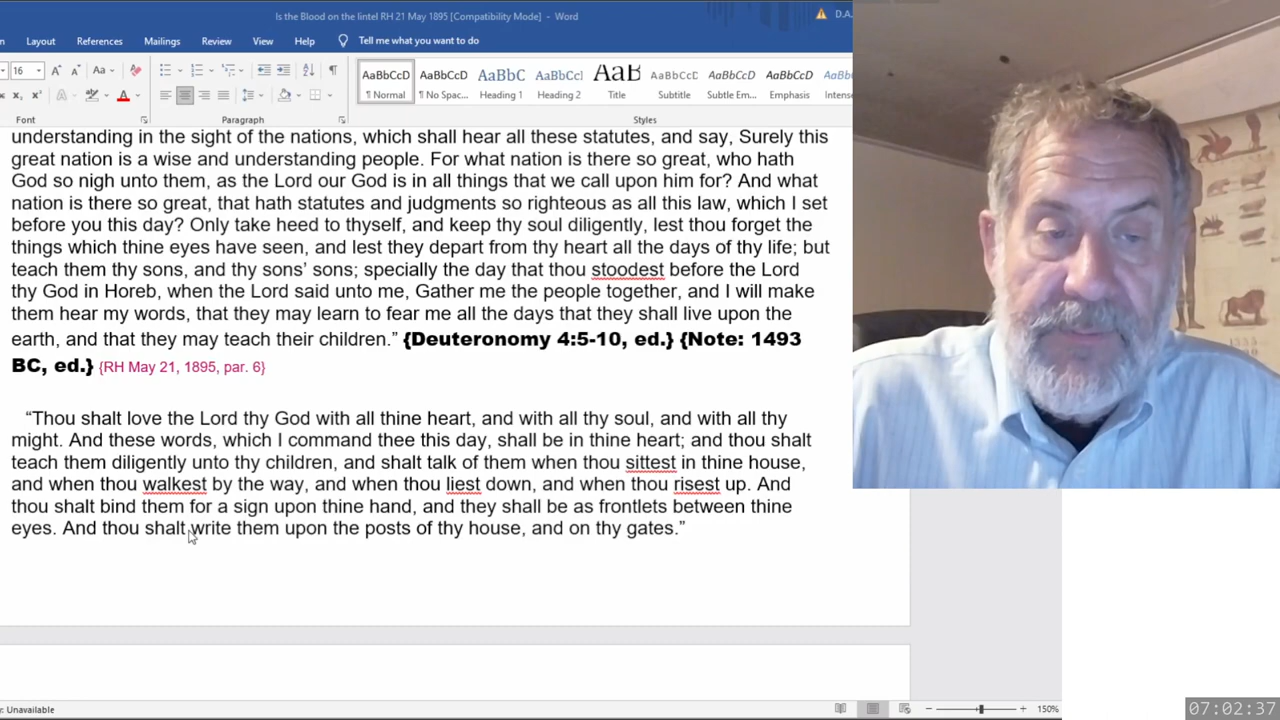 Is the Blood on the lintel RH 21 May 1895 [Compatibility Mode] - Word
D.A.
Layout References Mailings Review View Help Tell me what you want to do
16 Aa
AaBbCcD AaBbCcD AaBbC AaBbCcl AaB AaBbCcD AaBbCcD AaBbCcD AaBb
¶ Normal ¶ No Spac... Heading 1 Heading 2 Title Subtitle Subtle Em... Emphasis Intense
Font Paragraph Styles
understanding in the sight of the nations, which shall hear all these statutes, and say, Surely this
great nation is a wise and understanding people. For what nation is there so great, who hath
God so nigh unto them, as the Lord our God is in all things that we call upon him for? And what
nation is there so great, that hath statutes and judgments so righteous as all this law, which I set
before you this day? Only take heed to thyself, and keep thy soul diligently, lest thou forget the
things which thine eyes have seen, and lest they depart from thy heart all the days of thy life; but
teach them thy sons, and thy sons’ sons; specially the day that thou stoodest before the Lord
thy God in Horeb, when the Lord said unto me, Gather me the people together, and I will make
them hear my words, that they may learn to fear me all the days that they shall live upon the
earth, and that they may teach their children.” {Deuteronomy 4:5-10, ed.} {Note: 1493
BC, ed.} {RH May 21, 1895, par. 6}
“Thou shalt love the Lord thy God with all thine heart, and with all thy soul, and with all thy
might. And these words, which I command thee this day, shall be in thine heart; and thou shalt
teach them diligently unto thy children, and shalt talk of them when thou sittest in thine house,
and when thou walkest by the way, and when thou liest down, and when thou risest up. And
thou shalt bind them for a sign upon thine hand, and they shall be as frontlets between thine
eyes. And thou shalt write them upon the posts of thy house, and on thy gates.”
: Unavailable
150%
07:02:37